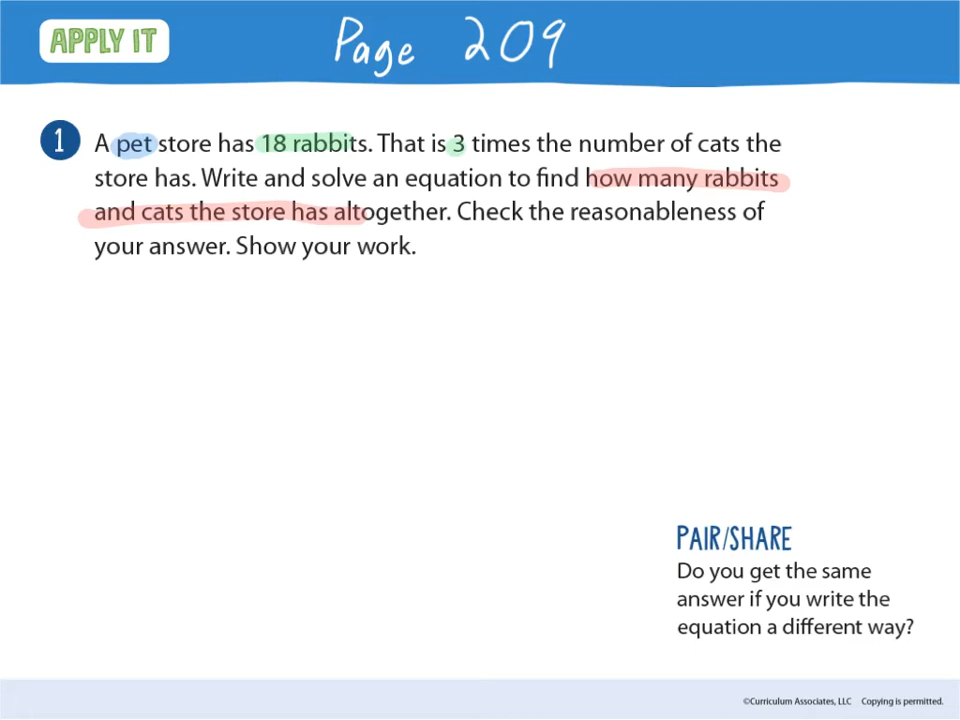 APPLY IT
Page 209
1
A pet store has 18 rabbits. That is 3 times the number of cats the
store has. Write and solve an equation to find how many rabbits
and cats the store has altogether. Check the reasonableness of
your answer. Show your work.
PAIR/SHARE
Do you get the same
answer if you write the
equation a different way?
©Curriculum Associates, LLC Copying is permitted.